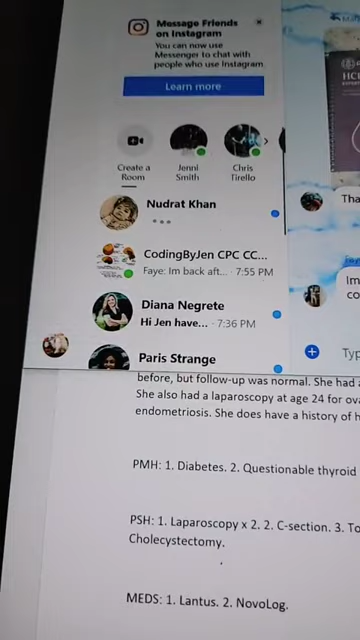 Message Friends
on Instagram
You can now use
Messenger to chat with
people who use Instagram.
Learn more
Create a
Room
Jenni
Smith
Chris
Tirello
Nudrat Khan
CodingByJen CPC CC...
Faye: Im back aft... · 7:55 PM
Diana Negrete
Hi Jen have... · 7:36 PM
Paris Strange
Tha
Im
co
Typ
before, but follow-up was normal. She had
She also had a laparoscopy at age 24 for ova
endometriosis. She does have a history of h
PMH: 1. Diabetes. 2. Questionable thyroid
PSH: 1. Laparoscopy x 2. 2. C-section. 3. To
Cholecystectomy.
MEDS: 1. Lantus. 2. NovoLog.